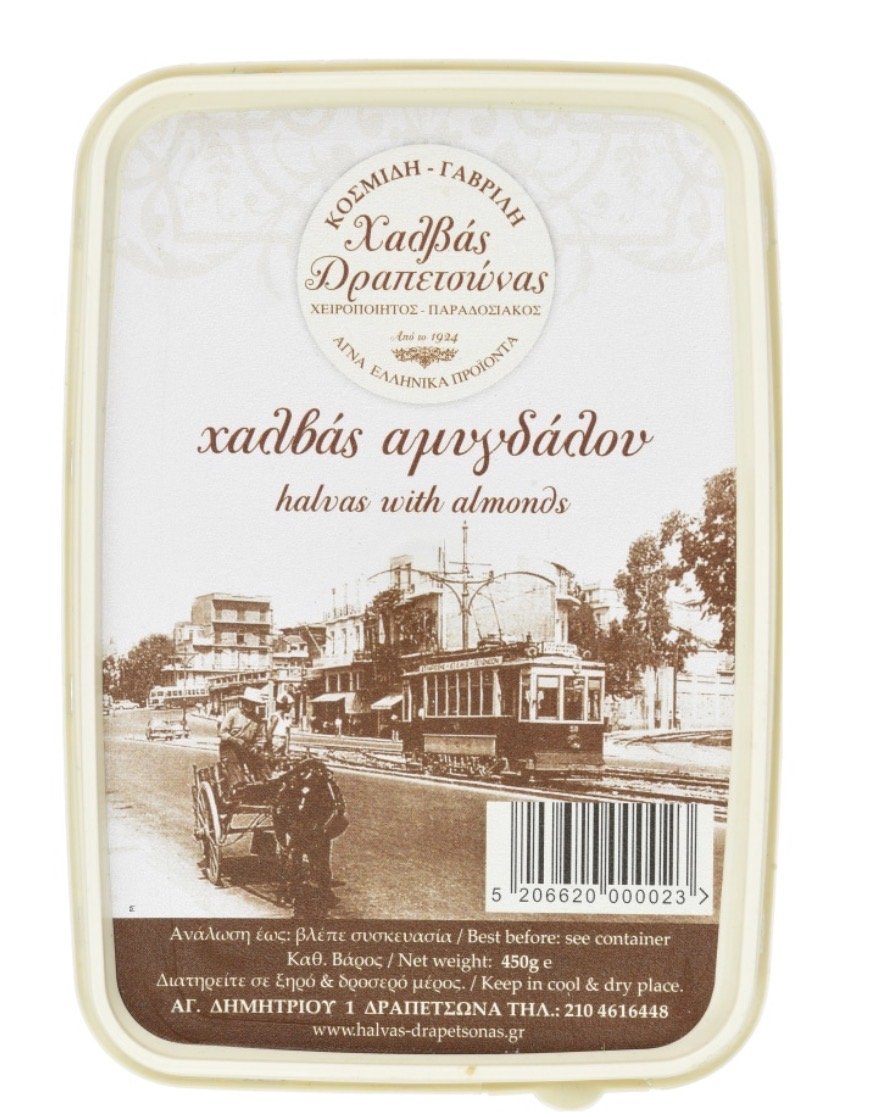 ΚΟΣΜΙΔΗ - ΓΑΒΡΙΛΗ
Χαλβάς
Δραπετσώνας
ΧΕΙΡΟΠΟΙΗΤΟΣ - ΠΑΡΑΔΟΣΙΑΚΟΣ
Από το 1924
ΑΓΝΑ ΕΛΛΗΝΙΚΑ ΠΡΟΪΟΝΤΑ
χαλβάς αμυγδάλου
halvas with almonds
5 206620 000023 >
Ανάλωση έως: βλέπε συσκευασία / Best before: see container
Καθ. Βάρος / Net weight: 450g e
Διατηρείτε σε ξηρό & δροσερό μέρος. / Keep in cool & dry place.
ΑΓ. ΔΗΜΗΤΡΙΟΥ 1 ΔΡΑΠΕΤΣΩΝΑ ΤΗΛ.: 210 4616448
www.halvas-drapetsonas.gr